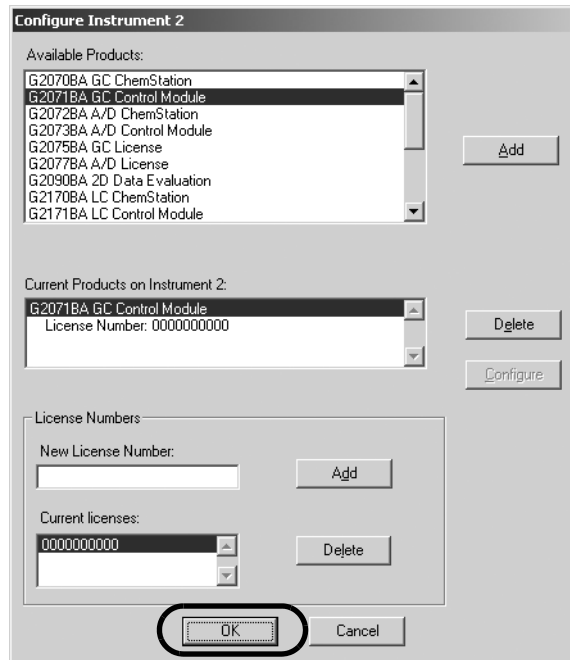 Configure Instrument 2
Available Products:
G2070BA GC ChemStation
G2071BA GC Control Module
G2072BA A/D ChemStation
G2073BA A/D Control Module
G2075BA GC License
G2077BA A/D License
G2090BA 2D Data Evaluation
G2170BA LC ChemStation
G2171BA LC Control Module
Add
Current Products on Instrument 2:
G2071BA GC Control Module
License Number: 0000000000
Delete
Configure
License Numbers
New License Number:
Add
Current licenses:
0000000000
Delete
OK
Cancel